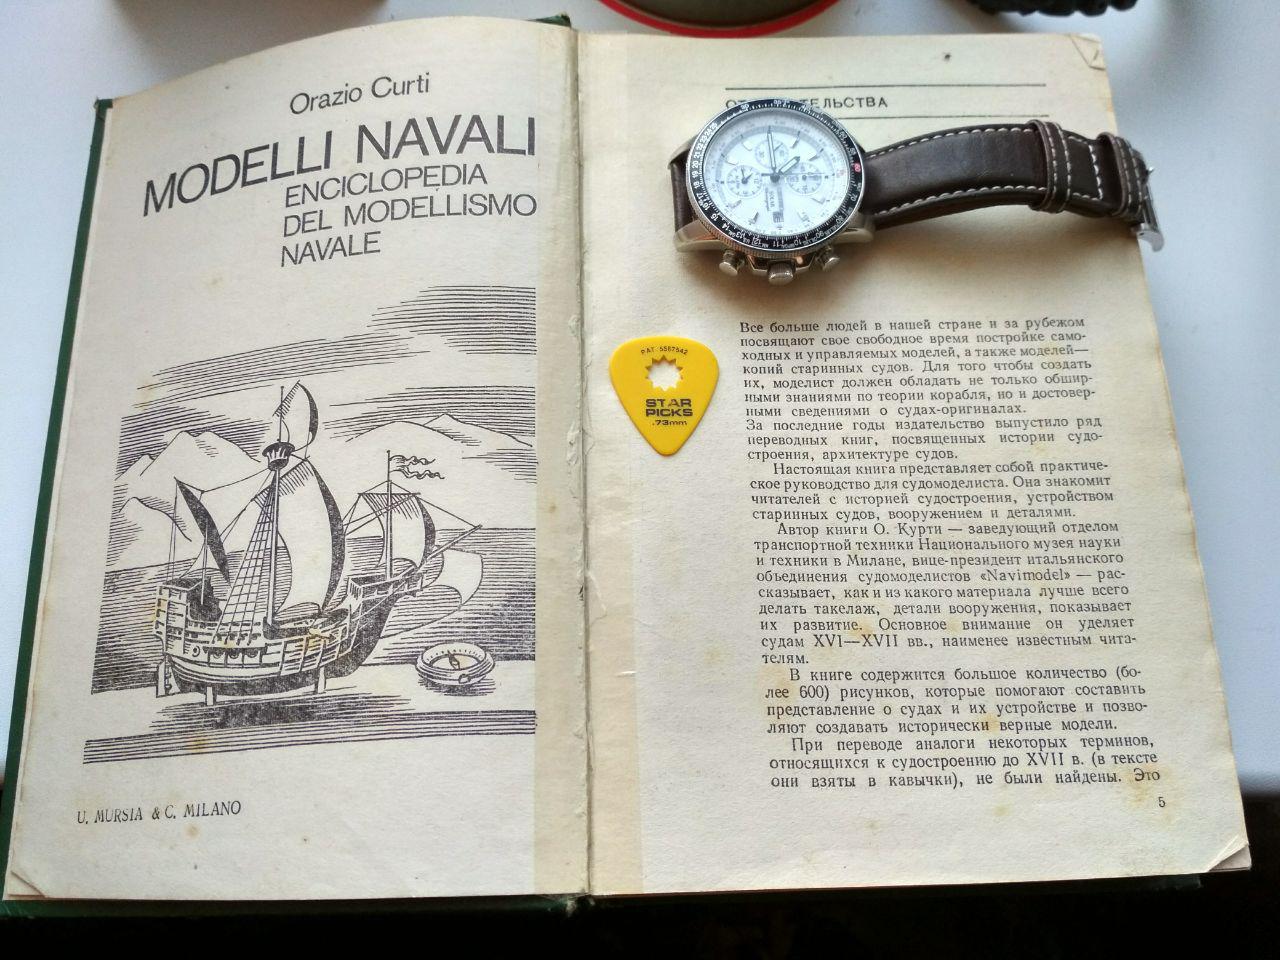 Orazio Curti
MODELLI NAVALI
ENCICLOPEDIA
DEL MODELLISMO
NAVALE
U. MURSIA & C. MILANO
ЕЛЬСТВА
PAT. 5567542
STAR
PICKS
.73mm
Все больше людей в нашей стране и за рубежом
посвящают свое свободное время постройке само-
ходных и управляемых моделей, а также моделей—
копий старинных судов. Для того чтобы создать
их, моделист должен обладать не только обшир-
ными знаниями по теории корабля, но и достовер-
ными сведениями о судах-оригиналах.
За последние годы издательство выпустило ряд
переводных книг, посвященных истории судо-
строения, архитектуре судов.
Настоящая книга представляет собой практиче-
ское руководство для судомоделиста. Она знакомит
читателей с историей судостроения, устройством
старинных судов, вооружением и деталями.
Автор книги О. Курти — заведующий отделом
транспортной техники Национального музея науки
и техники в Милане, вице-президент итальянского
объединения судомоделистов «Navimodel» — рас-
сказывает, как и из какого материала лучше всего
делать такелаж, детали вооружения, показывает
их развитие. Основное внимание он уделяет
судам XVI—XVII вв., наименее известным чита-
телям.
В книге содержится большое количество (бо-
лее 600) рисунков, которые помогают составить
представление о судах и их устройстве и позво-
ляют создавать исторически верные модели.
При переводе аналоги некоторых терминов,
относящихся к судостроению до XVII в. (в тексте
они взяты в кавычки), не были найдены. Это
5